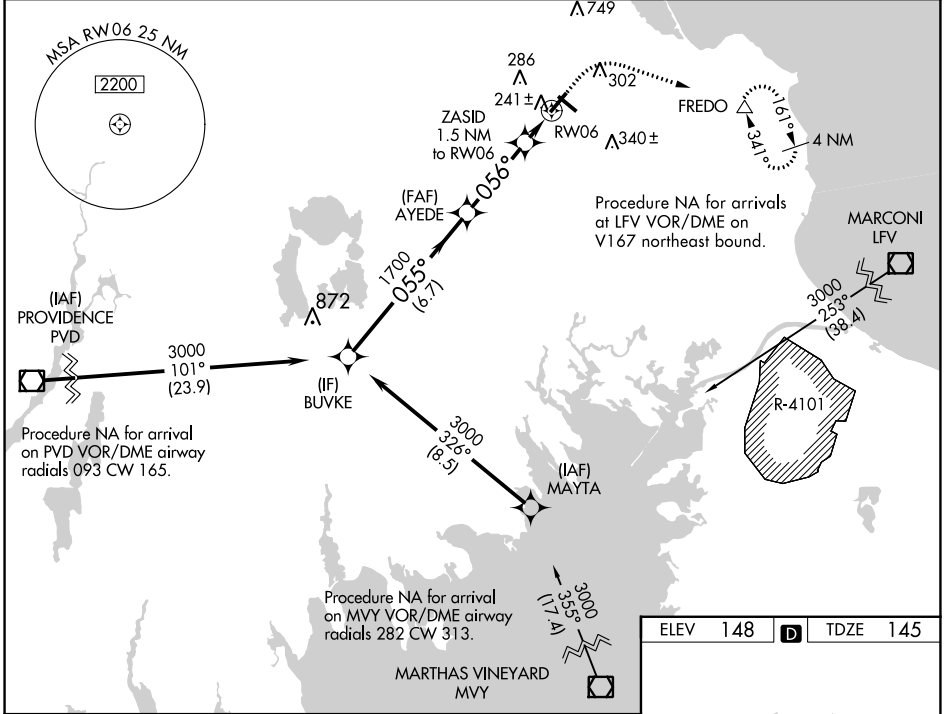 MSA RW06 25 NM
2200
749
286
241±
302
340±
ZASID
1.5 NM
to RW06
RW06
FREDO
161°
341°
4 NM
(FAF)
AYEDE
056°
Procedure NA for arrivals
at LFV VOR/DME on
V167 northeast bound.
MARCONI
LFV
1700
055°
(6.7)
872
3000
253°
(38.4)
(IAF)
PROVIDENCE
PVD
3000
101°
(23.9)
(IF)
BUVKE
R-4101
Procedure NA for arrival
on PVD VOR/DME airway
radials 093 CW 165.
3000
326°
(8.5)
(IAF)
MAYTA
Procedure NA for arrival
on MVY VOR/DME airway
radials 282 CW 313.
3000
355°
(17.4)
MARTHAS VINEYARD
MVY
ELEV 148 D TDZE 145